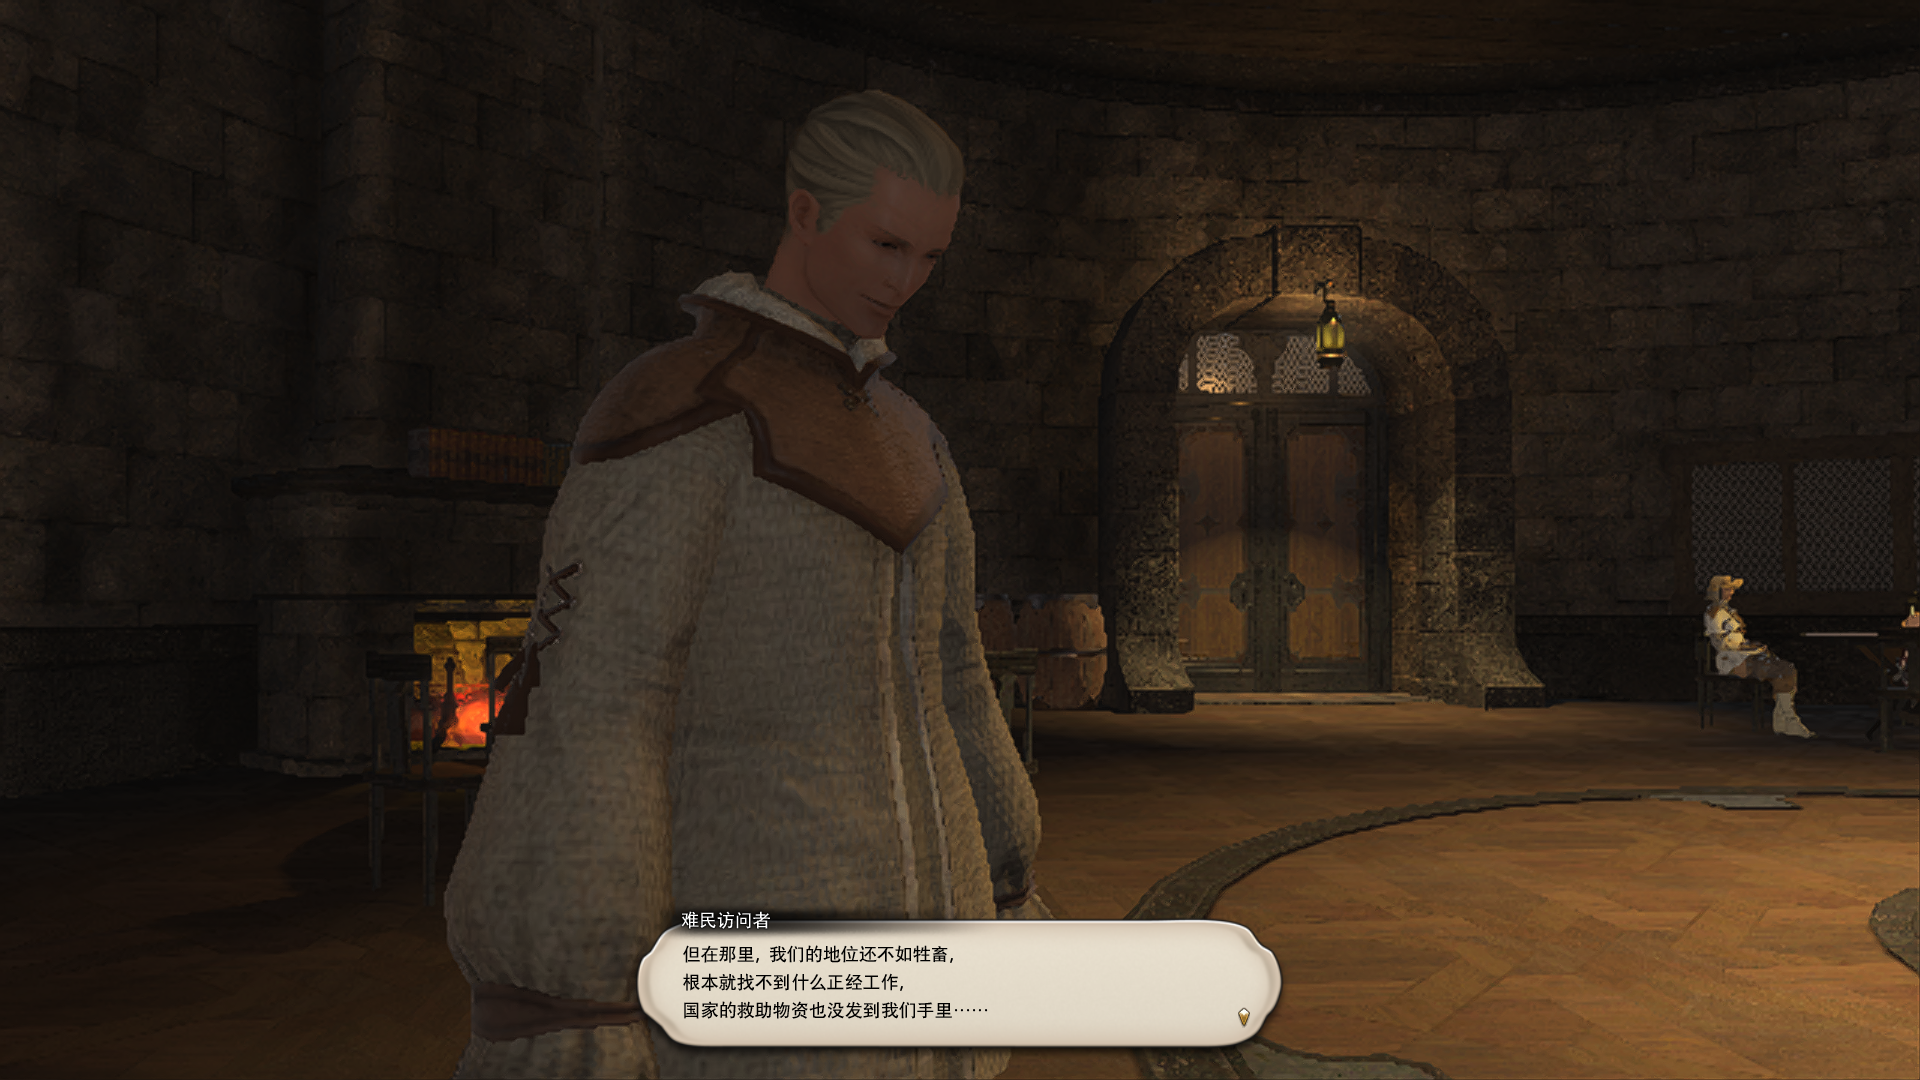 难民访问者
但在那里，我们的地位还不如牲畜，
根本就找不到什么正经工作，
国家的救助物资也没发到我们手里……